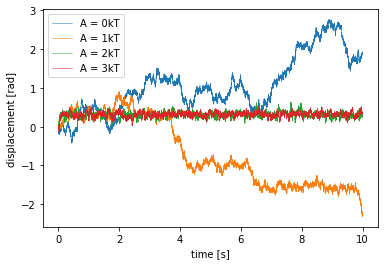 A = 0kT
A = 1kT
A = 2kT
A = 3kT
3
2
1
0
−1
−2
displacement [rad]
0 2 4 6 8 10
time [s]